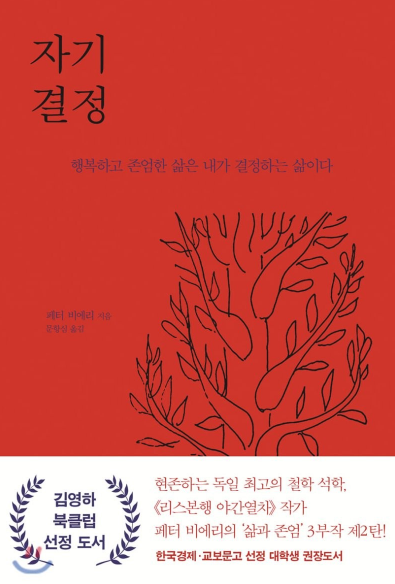 자기
결정
행복하고 존엄한 삶은 내가 결정하는 삶이다
페터 비에리 지음
문항심 옮김
김영하
북클럽
선정 도서
현존하는 독일 최고의 철학 석학,
《리스본행 야간열차》 작가
페터 비에리의 ‘삶과 존엄’ 3부작 제2탄!
한국경제·교보문고 선정 대학생 권장도서